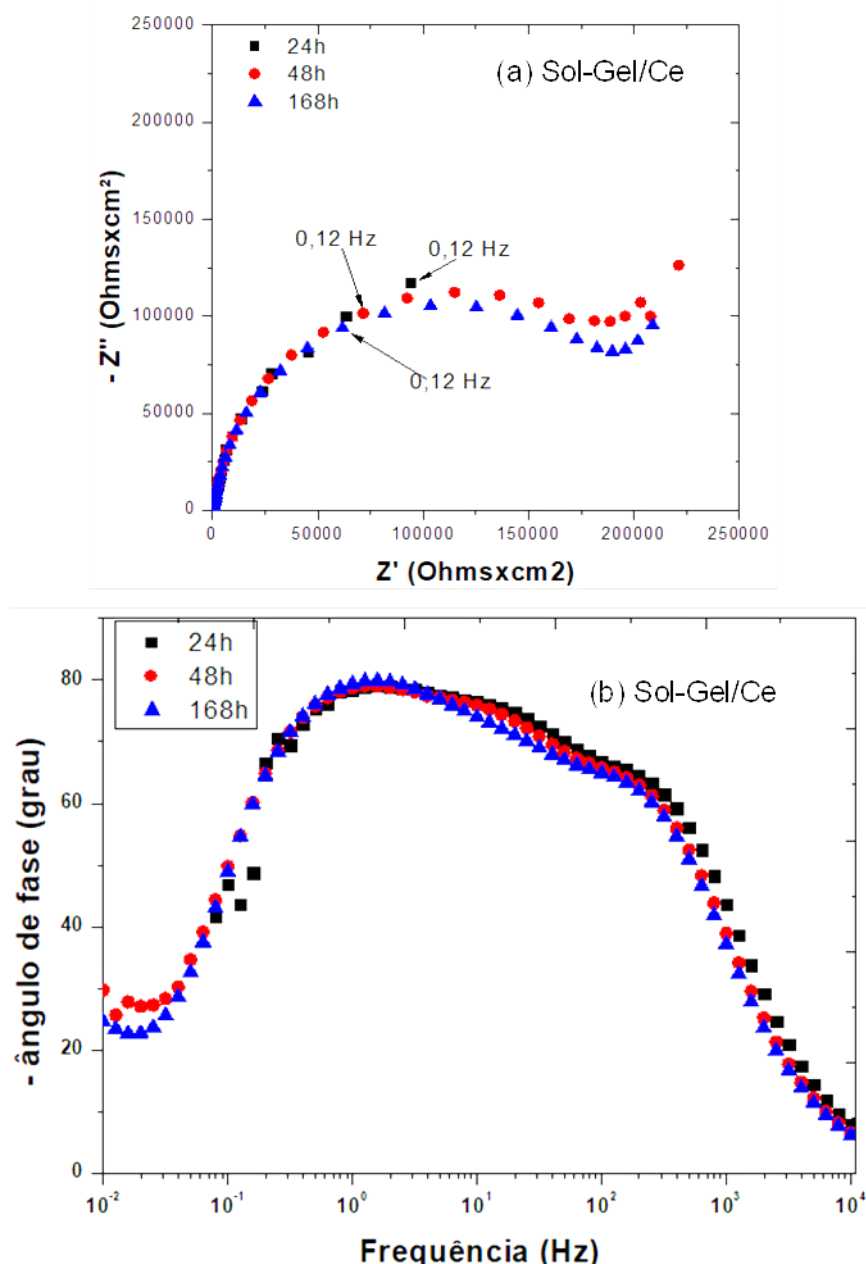 250000
200000
150000
100000
50000
0
- Z" (Ohmsxcm²)
24h
48h
168h
(a) Sol-Gel/Ce
0,12 Hz
0,12 Hz
0,12 Hz
0
50000
100000
150000
200000
250000
Z' (Ohmsxcm2)
80
60
40
20
0
- ângulo de fase (grau)
24h
48h
168h
(b) Sol-Gel/Ce
10⁻²
10⁻¹
10⁰
10¹
10²
10³
10⁴
Frequência (Hz)